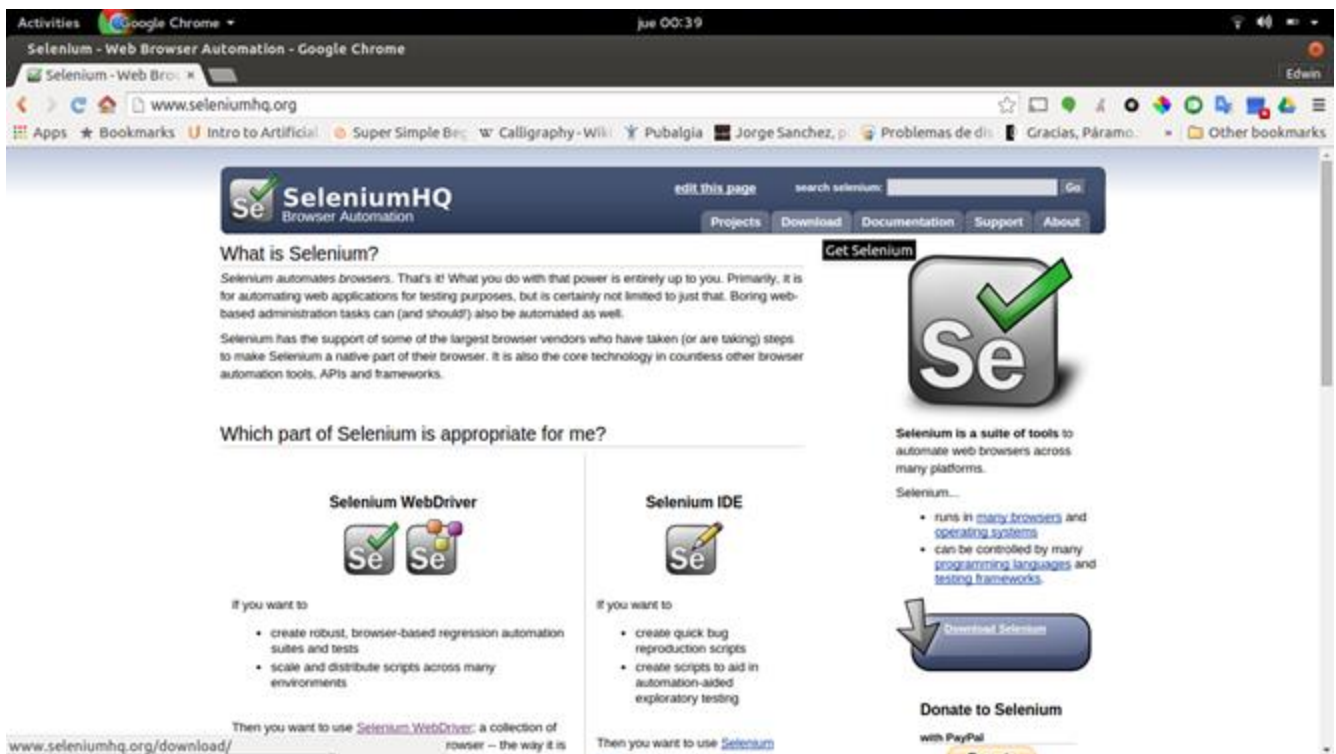 Activities Google Chrome jue 00:39
Selenium - Web Browser Automation - Google Chrome
Selenium - Web Bro Edwin
www.seleniumhq.org
Apps Bookmarks Intro to Artificial Super Simple Beg Calligraphy - Wiki Pubalgia Jorge Sanchez, p Problemas de di Gracias, Páramo. » Other bookmarks
Se SeleniumHQ
Browser Automation
edit this page search selenium: Go
Projects Download Documentation Support About
Get Selenium
What is Selenium?
Selenium automates browsers. That's it! What you do with that power is entirely up to you. Primarily, it is
for automating web applications for testing purposes, but is certainly not limited to just that. Boring web-
based administration tasks can (and should!) also be automated as well.
Selenium has the support of some of the largest browser vendors who have taken (or are taking) steps
to make Selenium a native part of their browser. It is also the core technology in countless other browser
automation tools, APIs and frameworks.
Which part of Selenium is appropriate for me?
Selenium WebDriver
Se Se
If you want to
• create robust, browser-based regression automation
suites and tests
• scale and distribute scripts across many
environments
Then you want to use Selenium WebDriver; a collection of
rowser -- the way it is
Selenium IDE
Se
If you want to
• create quick bug
reproduction scripts
• create scripts to aid in
automation-aided
exploratory testing
Then you want to use Selenium
Se
Selenium is a suite of tools to
automate web browsers across
many platforms.
Selenium...
• runs in many browsers and
operating systems
• can be controlled by many
programming languages and
testing frameworks.
Download Selenium
Donate to Selenium
with PayPal
www.seleniumhq.org/download/